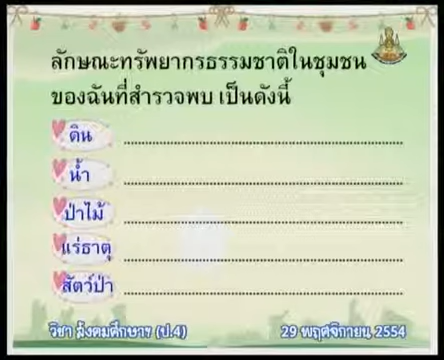 ลักษณะทรัพยากรธรรมชาติในชุมชน
ของฉันที่สำรวจพบ เป็นดังนี้
ดิน ........................................
น้ำ ........................................
ป่าไม้ ........................................
แร่ธาตุ ........................................
สัตว์ป่า ........................................
วิชา สังคมศึกษาฯ (ป.4) 29 พฤศจิกายน 2554